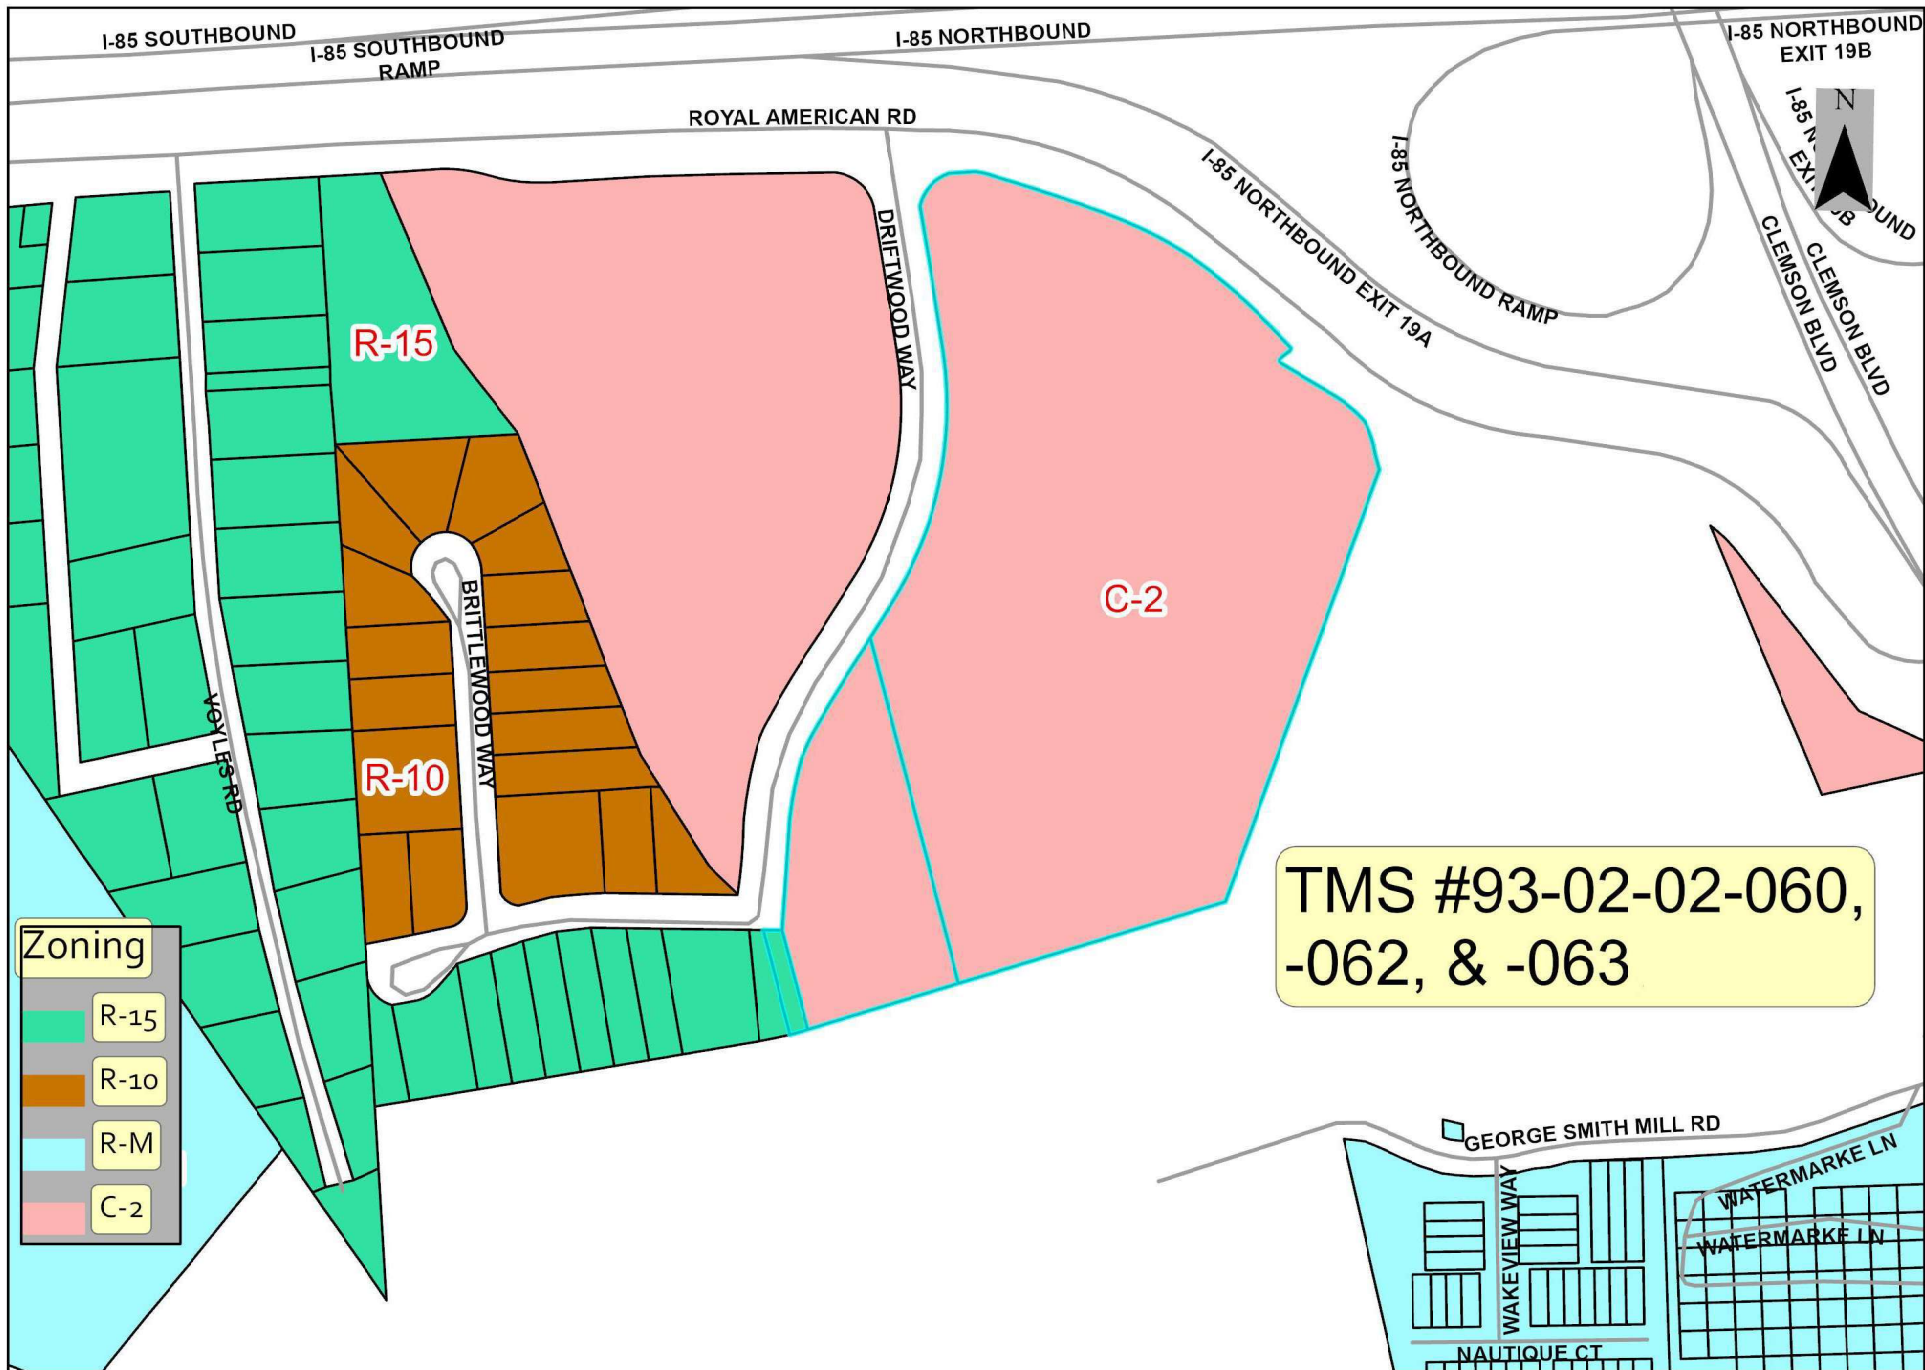 I-85 SOUTHBOUND
I-85 SOUTHBOUND
RAMP
I-85 NORTHBOUND
I-85 NORTHBOUND
EXIT 19B
ROYAL AMERICAN RD
N
I-85 NORTHBOUND EXIT 19A
I-85 NORTHBOUND RAMP
CLEMSON BLVD
CLEMSON BLVD
DRIFTWOOD WAY
R-15
C-2
BRITTLEWOOD WAY
VOYLES RD
R-10
TMS #93-02-02-060,
-062, & -063
Zoning
R-15
R-10
R-M
C-2
GEORGE SMITH MILL RD
WATERMARKE LN
WATERMARKE LN
WAKEVIEW WAY
NAUTIQUE CT